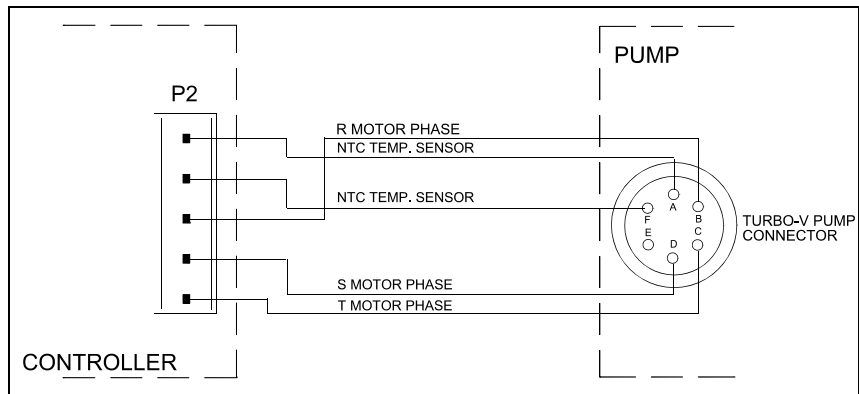 PUMP
P2
R MOTOR PHASE
NTC TEMP. SENSOR
NTC TEMP. SENSOR
A
F
B
E
D
C
TURBO-V PUMP
CONNECTOR
S MOTOR PHASE
T MOTOR PHASE
CONTROLLER